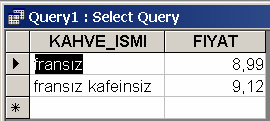 Query1 : Select Query
KAHVE_ISMI FIYAT
fransız 8,99
fransız kafeinsiz 9,12
*